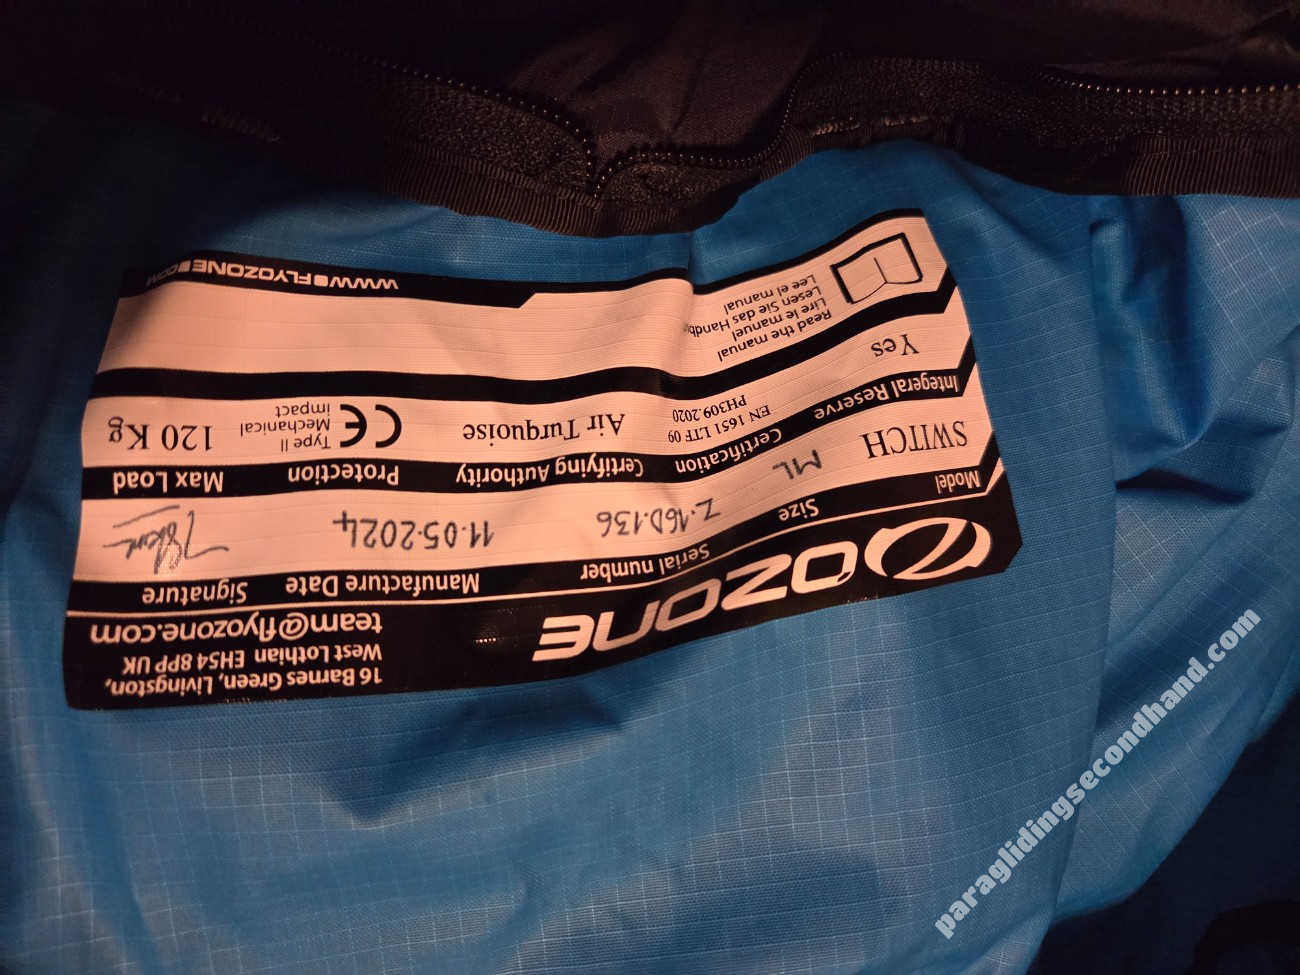 OZONE
16 Barnes Green, Livingston,
West Lothian EH54 8PP UK
team@flyozone.com
Model
Size
Serial number
Manufacture Date
Signature
SWITCH
ML
Z.16D.136
11.05.2024
Integeral Reserve
Certification
Certifying Authority
Protection
Max Load
Yes
EN 1651 LTF 09
PH309.2020
Air Turquoise
CE
Type II
Mechanical
impact
120 Kg
Read the manual
Lire le manuel
Lesen Sie das
Lee el manual
WWW.FLYOZONE.COM
paraglidingsecondhand.com